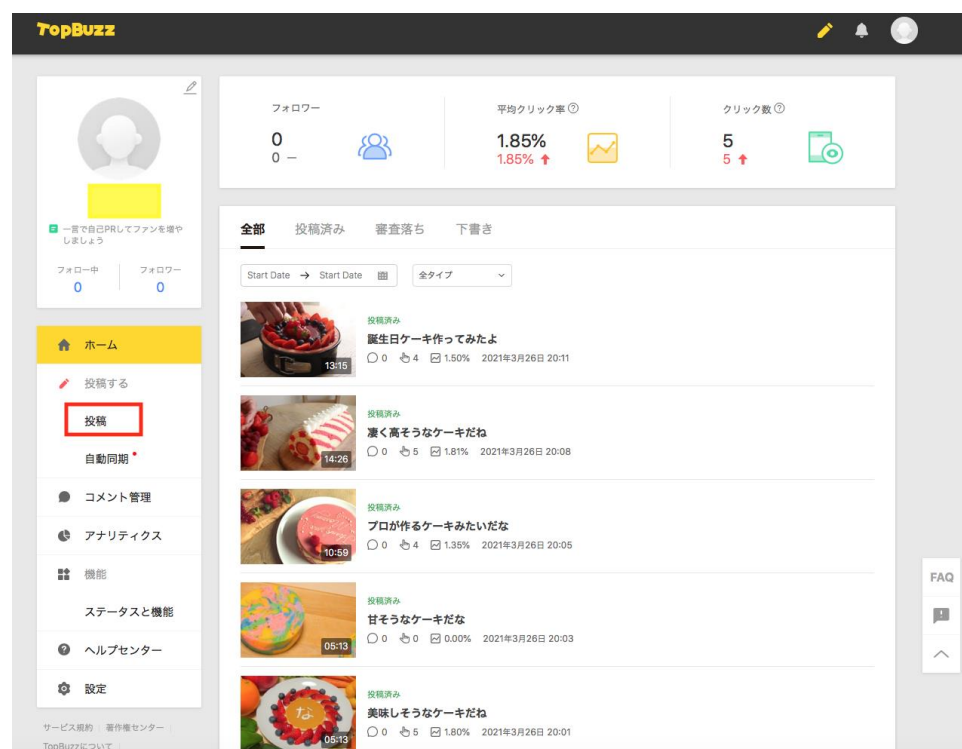 TopBuzz
一言で自己PRしてファンを増や
しましょう
フォロー中 フォロワー
0 0
ホーム
投稿する
投稿
自動同期
コメント管理
アナリティクス
機能
ステータスと機能
ヘルプセンター
設定
サービス規約 著作権センター
TopBuzzについて
フォロワー
0
0 –
平均クリック率
1.85%
1.85%
クリック数
5
5
全部 投稿済み 審査落ち 下書き
Start Date → Start Date 全タイプ
13:15
投稿済み
誕生日ケーキ作ってみたよ
0 4 1.50% 2021年3月26日 20:11
14:26
投稿済み
凄く高そうなケーキだね
0 5 1.81% 2021年3月26日 20:08
10:59
投稿済み
プロが作るケーキみたいだな
0 4 1.35% 2021年3月26日 20:05
05:13
投稿済み
甘そうなケーキだな
0 0 0.00% 2021年3月26日 20:03
な
05:13
投稿済み
美味しそうなケーキだね
0 5 1.80% 2021年3月26日 20:01
FAQ